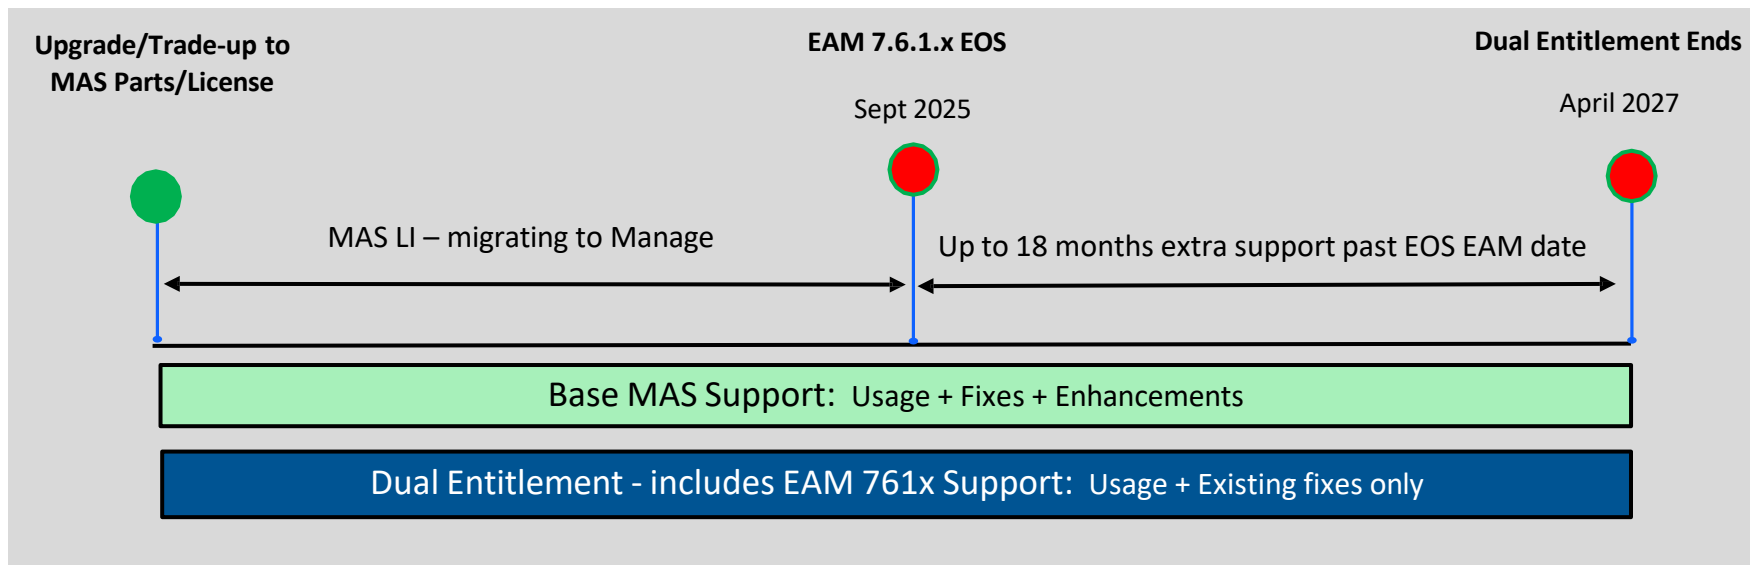 Upgrade/Trade-up to
MAS Parts/License
EAM 7.6.1.x EOS
Sept 2025
Dual Entitlement Ends
April 2027
MAS LI – migrating to Manage
Up to 18 months extra support past EOS EAM date
Base MAS Support: Usage + Fixes + Enhancements
Dual Entitlement - includes EAM 761x Support: Usage + Existing fixes only